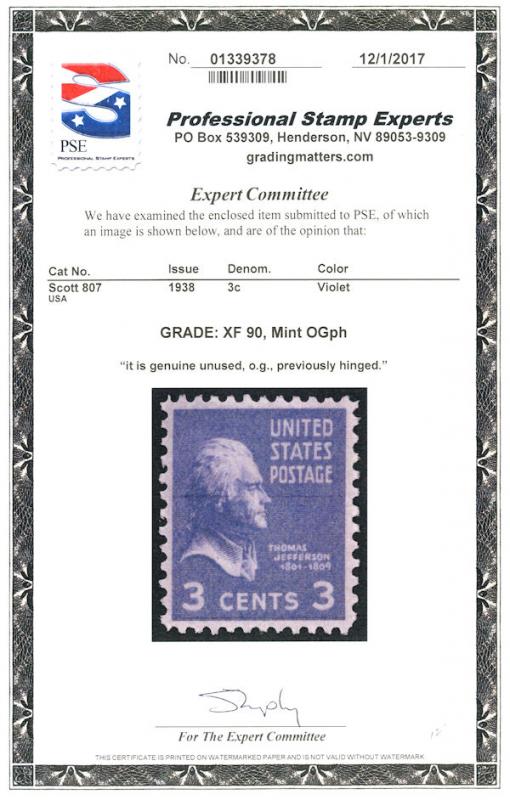 No. 01339378 12/1/2017
PSE
PROFESSIONAL STAMP EXPERTS
Professional Stamp Experts
PO Box 539309, Henderson, NV 89053-9309
gradingmatters.com
Expert Committee
We have examined the enclosed item submitted to PSE, of which
an image is shown below, and are of the opinion that:
Cat No. Issue Denom. Color
Scott 807 1938 3c Violet
USA
GRADE: XF 90, Mint OGph
“it is genuine unused, o.g., previously hinged.”
UNITED
STATES
POSTAGE
THOMAS
JEFFERSON
1801-1809
3 CENTS 3
For The Expert Committee
THIS CERTIFICATE IS PRINTED ON WATERMARKED PAPER AND IS NOT VALID WITHOUT WATERMARK